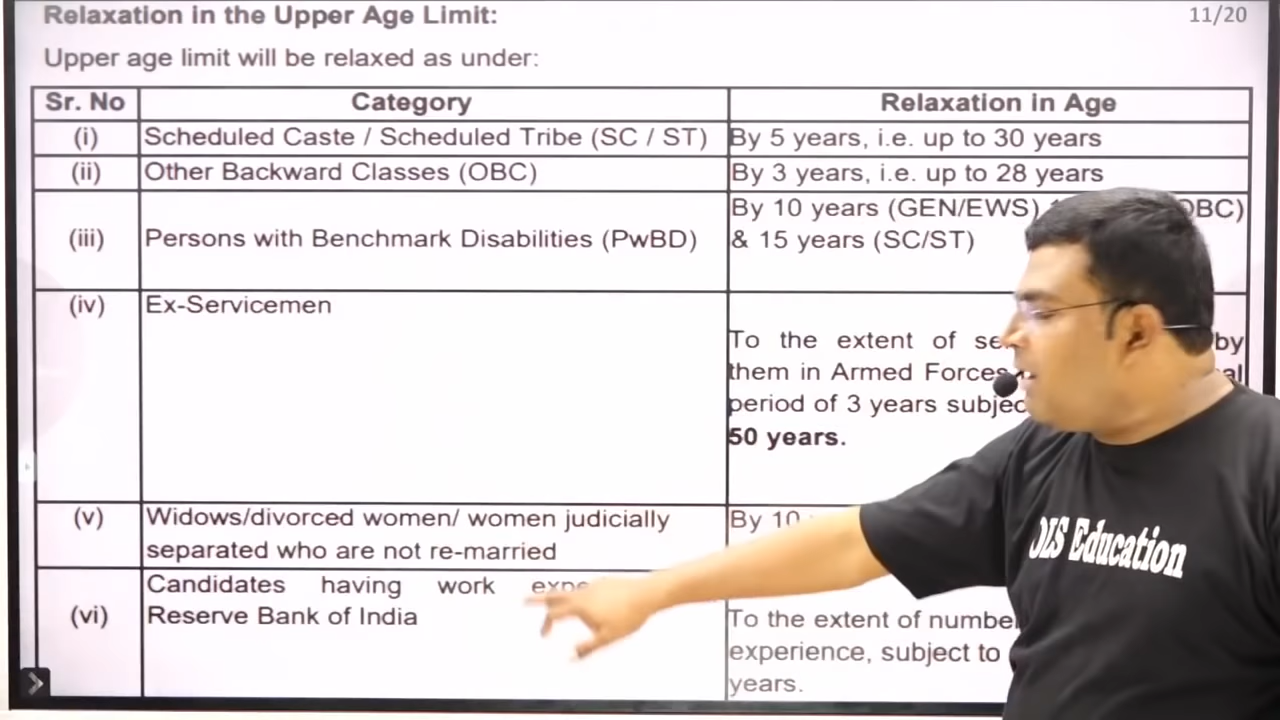 Relaxation in the Upper Age Limit:
11/20
Upper age limit will be relaxed as under:
Sr. No Category Relaxation in Age
(i) Scheduled Caste / Scheduled Tribe (SC / ST) By 5 years, i.e. up to 30 years
(ii) Other Backward Classes (OBC) By 3 years, i.e. up to 28 years
By 10 years (GEN/EWS) OBC)
(iii) Persons with Benchmark Disabilities (PwBD) & 15 years (SC/ST)
(iv) Ex-Servicemen
To the extent of by
them in Armed Forces
period of 3 years
50 years.
(v) Widows/divorced women/ women judicially By 10
separated who are not re-married
Candidates having work
(vi) Reserve Bank of India To the extent of
experience, subject to
years.
OLS Education